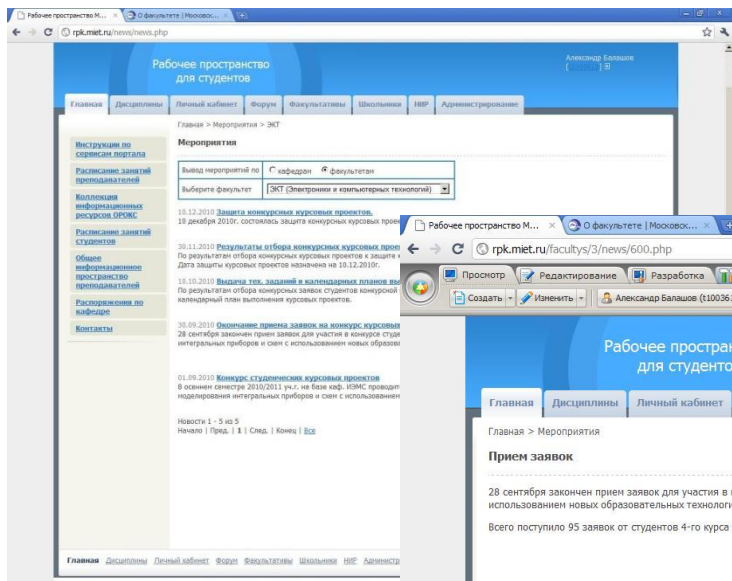 Рабочее пространство М...
О факультете | Московск...
rpk.miet.ru/news/news.php
Рабочее пространство
для студентов
Александр Балашов
Главная
Дисциплины
Личный кабинет
Форум
Факультативы
Школьники
НИР
Администрирование
Главная > Мероприятия > ЭКТ
Инструкции по
сервисам портала
Расписание занятий
преподавателей
Коллекция
информационных
ресурсов ОРОКС
Расписание занятий
студентов
Общее
информационное
пространство
преподавателей
Распоряжения по
кафедре
Контакты
Мероприятия
Вывод мероприятий по
кафедрам
факультетам
Выберите факультет
ЭКТ (Электроники и компьютерных технологий)
10.12.2010 Защита конкурсных курсовых проектов.
10 декабря 2010г. состоялась защита конкурсных курсовых
30.11.2010 Результаты отбора конкурсных курсовых
По результатам отбора конкурсных курсовых проектов к защите
Дата защиты курсовых проектов назначена на 10.12.2010г.
10.10.2010 Выдача тех. заданий и календарных планов
По результатам отбора конкурсных заявок студентов конкурсной
календарный план выполнения курсовых проектов.
30.09.2010 Окончание приема заявок на конкурс курсовых
28 сентября закончен прием заявок для участия в конкурсе
интегральных приборов и схем с использованием новых
01.09.2010 Конкурс студенческих курсовых проектов
В осеннем семестре 2010/2011 уч.г. на базе каф. ИЭМС
моделирования интегральных приборов и схем с использованием
Новости 1 - 5 из 5
Начало | Пред. | 1 | След. | Конец | Все
Главная Дисциплины Личный кабинет Форум Факультативы Школьники НИР
Рабочее пространство М...
О факультете | Московск...
rpk.miet.ru/facultys/3/news/600.php
Просмотр
Редактирование
Разработка
Создать
Изменить
Александр Балашов
Рабочее
для
Главная
Дисциплины
Личный кабинет
Главная > Мероприятия
Прием заявок
28 сентября закончен прием заявок для участия в
использованием новых образовательных
Всего поступило 95 заявок от студентов 4-го курса